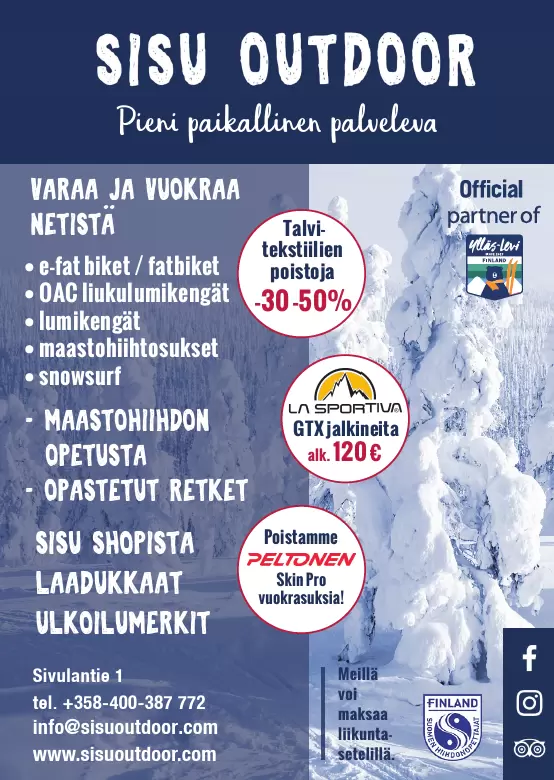 SISU OUTDOOR
Pieni paikallinen palveleva
VARAA JA VUOKRAA
NETISTÄ
• e-fat biket / fatbiket
• OAC liukulumikengät
• lumikengät
• maastohiihtosukset
• snowsurf
- MAASTOHIIHDON
OPETUSTA
- OPASTETUT RETKET
SISU SHOPISTA
LAADUKKAAT
ULKOILUMERKIT
Sivulantie 1
tel. +358-400-387 772
info@sisuoutdoor.com
www.sisuoutdoor.com
Talvi-
tekstiilien
poistoja
-30 -50%
LA SPORTIVA
GTX jalkineita
alk. 120 €
Poistamme
PELTONEN
Skin Pro
vuokrasuksia!
Official
partner of
Ylläs-Levi
FINLAND
Meillä
voi
maksaa
liikunta-
setelillä.
FINLAND
SUOMEN HIIHDONOPETTAJAT